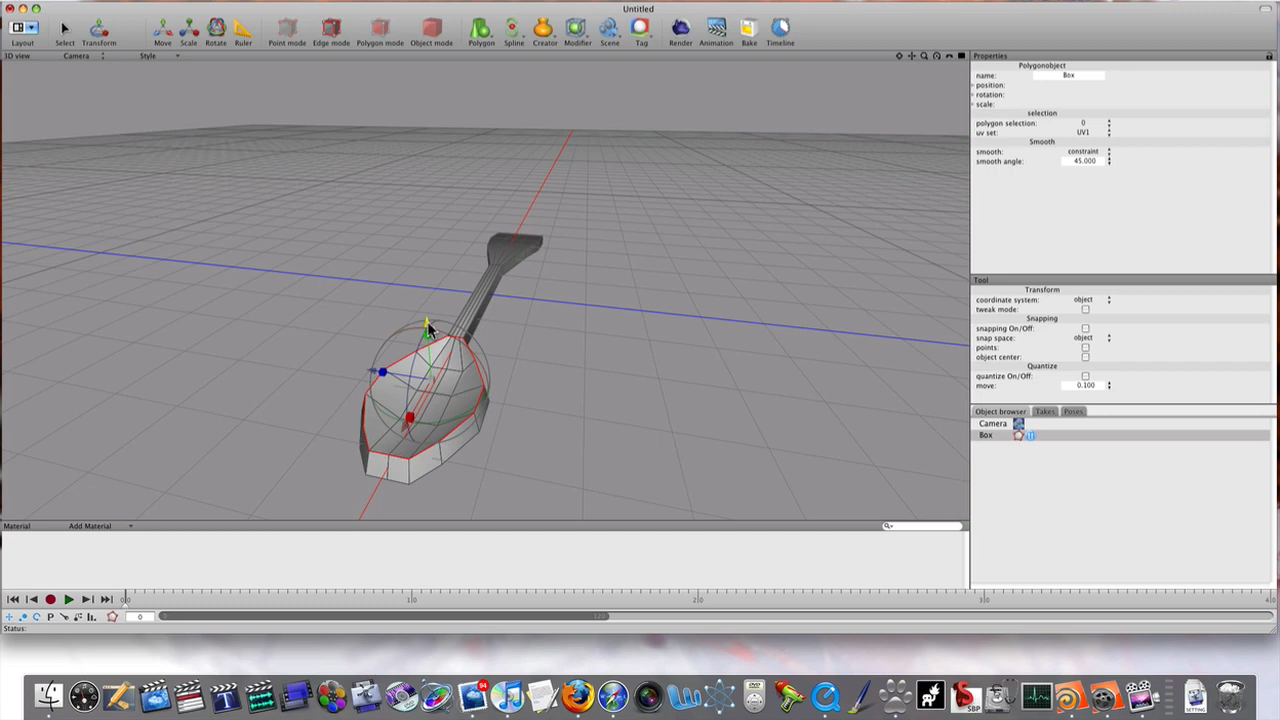 Untitled
Layout Select Transform Move Scale Rotate Ruler Point mode Edge mode Polygon mode Object mode Polygon Spline Creator Modifier Scene Tag Render Animation Bake Timeline
3D view Camera Style
Properties
Polygonobject
name: Box
position:
rotation:
scale:
selection
polygon selection: 0
uv set: UV1
Smooth
smooth: constraint
smooth angle: 45.000
Tool
Transform
coordinate system: object
tweak mode:
Snapping
snapping On/Off:
snap space: object
points:
object center:
Quantize
quantize On/Off:
move: 0.100
Object browser Takes Poses
Camera
Box
Material Add Material
P 0
Status:
94
SBP
SETTING